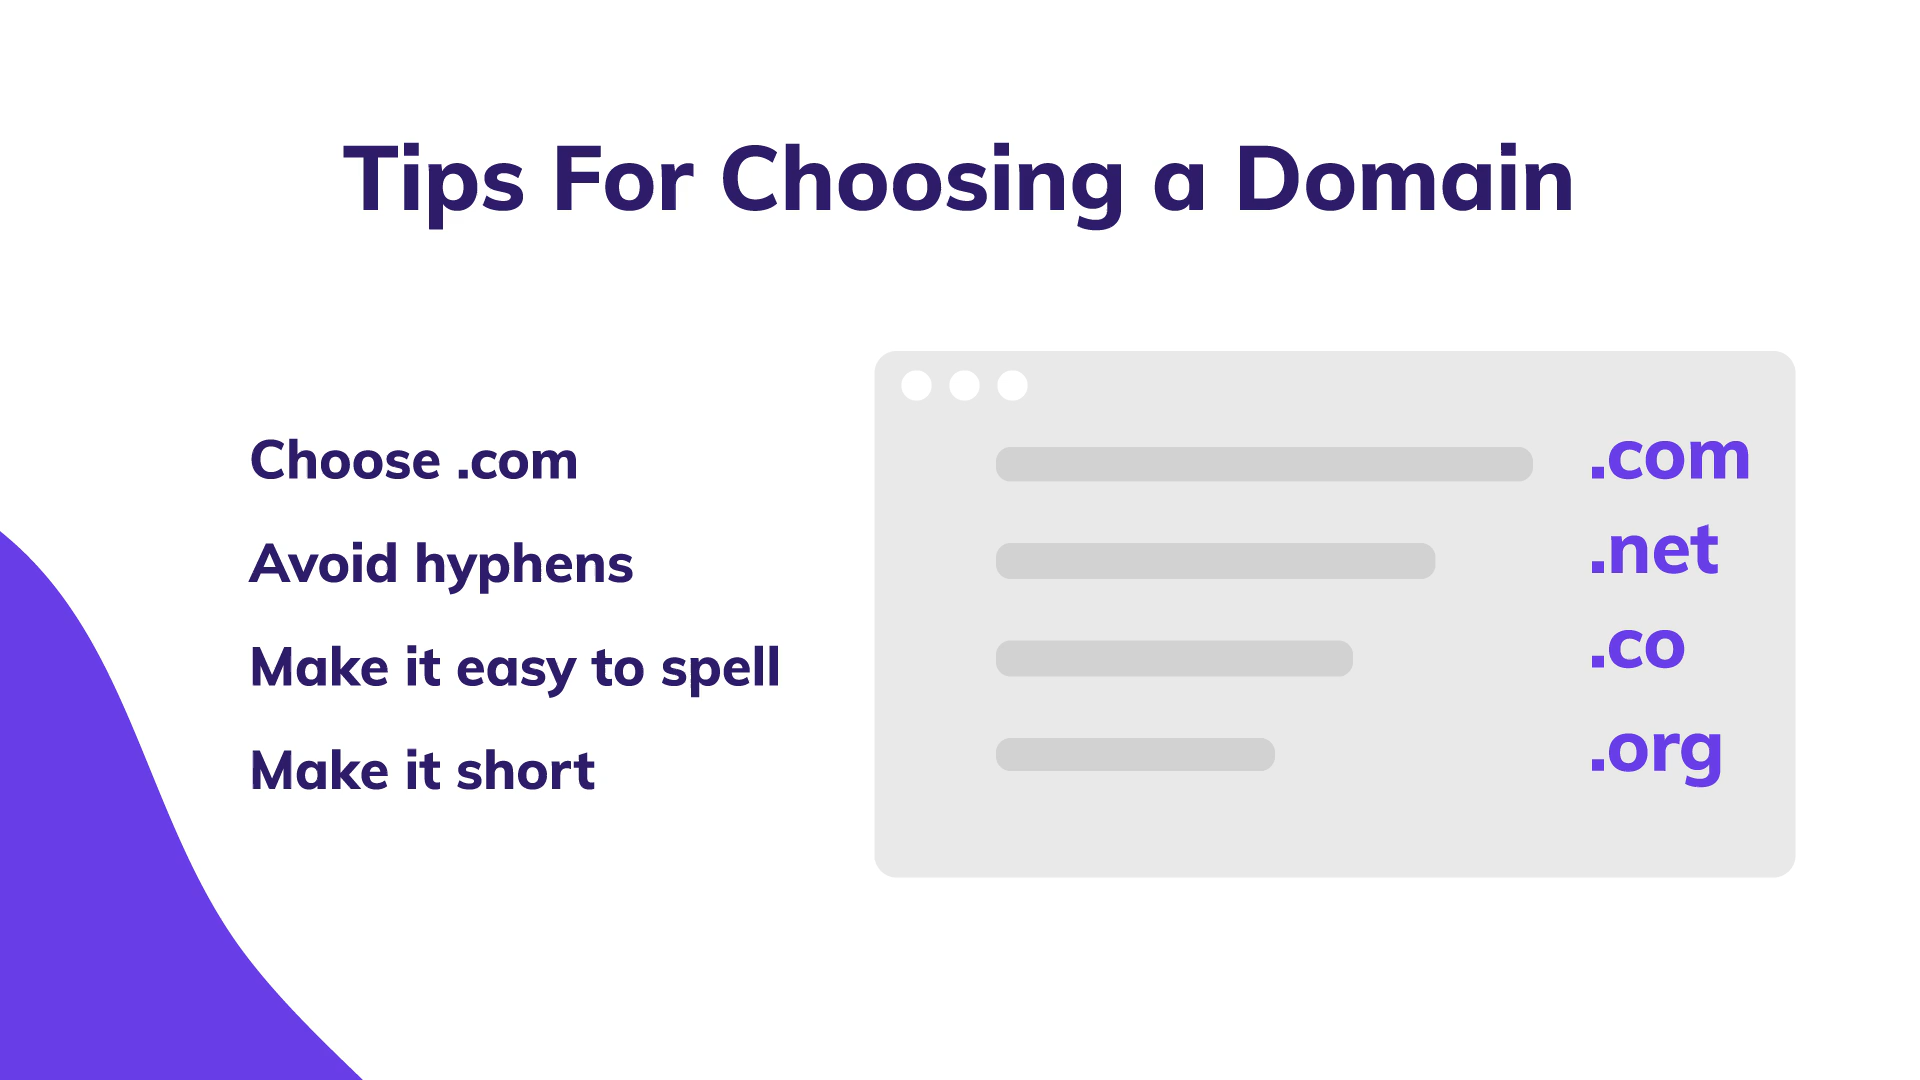 Tips For Choosing a Domain
Choose .com
Avoid hyphens
Make it easy to spell
Make it short
.com
.net
.co
.org